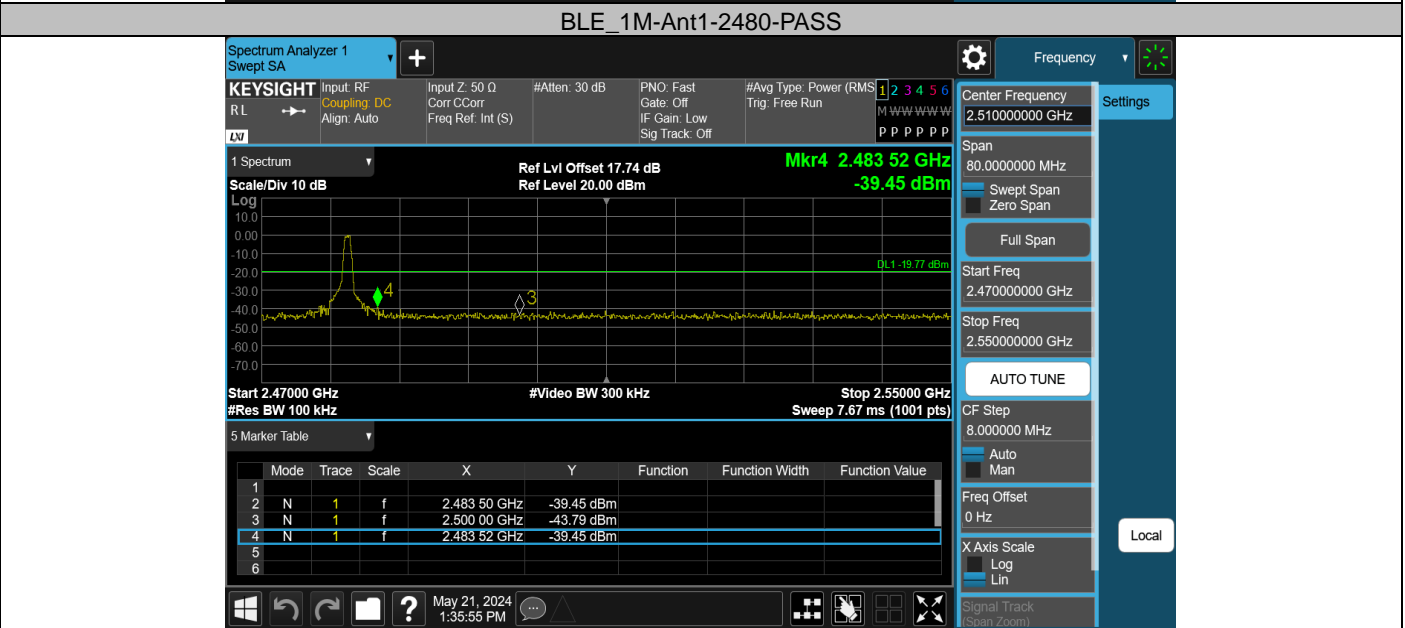 BLE_1M-Ant1-2480-PASS
Spectrum Analyzer 1
Swept SA
+
Frequency
KEYSIGHT
RL
LXI
Input: RF
Coupling: DC
Align: Auto
Input Z: 50 Ω
Corr CCorr
Freq Ref: Int (S)
#Atten: 30 dB
PNO: Fast
Gate: Off
IF Gain: Low
Sig Track: Off
#Avg Type: Power (RMS
Trig: Free Run
1 2 3 4 5 6
M W W W W W
P P P P P P
1 Spectrum
Scale/Div 10 dB
Ref Lvl Offset 17.74 dB
Ref Level 20.00 dBm
Mkr4 2.483 52 GHz
-39.45 dBm
Log
10.0
0.00
-10.0
-20.0
-30.0
-40.0
-50.0
-60.0
-70.0
DL1 -19.77 dBm
4
3
Start 2.47000 GHz
#Video BW 300 kHz
Stop 2.55000 GHz
#Res BW 100 kHz
Sweep 7.67 ms (1001 pts)
5 Marker Table
Mode Trace Scale X Y Function Function Width Function Value
1
2 N 1 f 2.483 50 GHz -39.45 dBm
3 N 1 f 2.500 00 GHz -43.79 dBm
4 N 1 f 2.483 52 GHz -39.45 dBm
5
6
?
May 21, 2024
1:35:55 PM
Center Frequency
2.510000000 GHz
Settings
Span
80.0000000 MHz
Swept Span
Zero Span
Full Span
Start Freq
2.470000000 GHz
Stop Freq
2.550000000 GHz
AUTO TUNE
CF Step
8.000000 MHz
Auto
Man
Freq Offset
0 Hz
X Axis Scale
Log
Lin
Local
Signal Track
(Span Zoom)